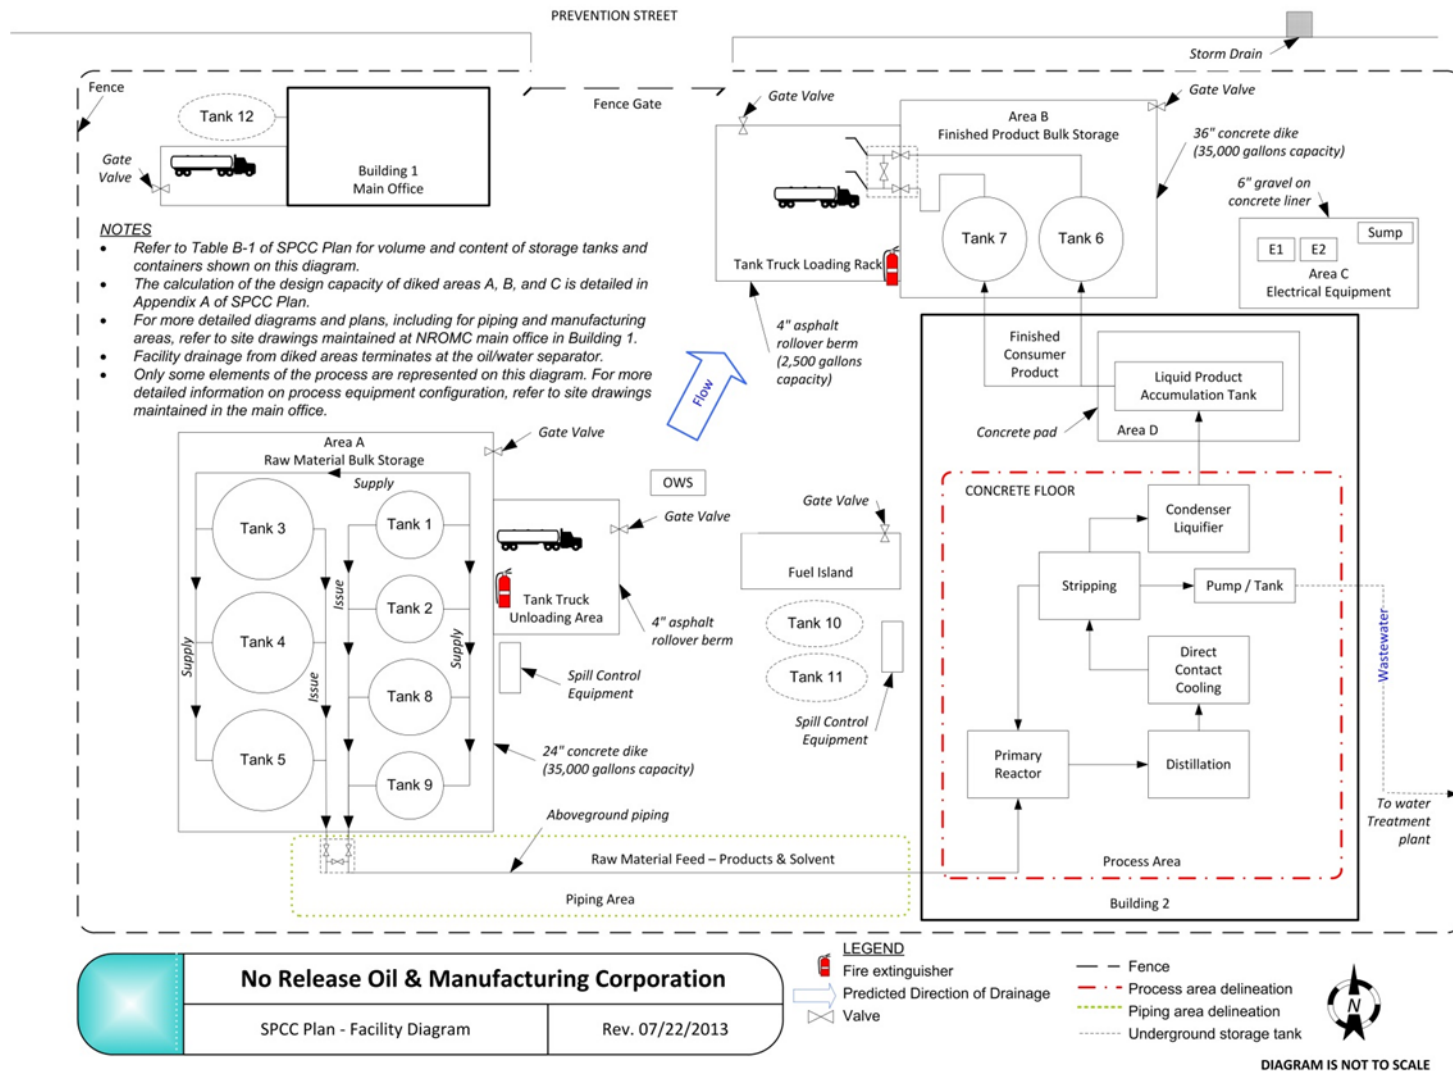 PREVENTION STREET
Storm Drain
Fence
Fence Gate
Tank 12
Gate
Valve
Building 1
Main Office
Gate Valve
Area B
Finished Product Bulk Storage
Gate Valve
36" concrete dike
(35,000 gallons capacity)
6" gravel on
concrete liner
Tank 7
Tank 6
Tank Truck Loading Rack
E1
E2
Sump
Area C
Electrical Equipment
NOTES
• Refer to Table B-1 of SPCC Plan for volume and content of storage tanks and
containers shown on this diagram.
• The calculation of the design capacity of diked areas A, B, and C is detailed in
Appendix A of SPCC Plan.
• For more detailed diagrams and plans, including for piping and manufacturing
areas, refer to site drawings maintained at NROMC main office in Building 1.
• Facility drainage from diked areas terminates at the oil/water separator.
• Only some elements of the process are represented on this diagram. For more
detailed information on process equipment configuration, refer to site drawings
maintained in the main office.
4" asphalt
rollover berm
(2,500 gallons
capacity)
Flow
Finished
Consumer
Product
Liquid Product
Accumulation Tank
Concrete pad
Area D
Area A
Raw Material Bulk Storage
Supply
Gate Valve
Tank 3
Tank 1
Tank 4
Tank 2
Tank 8
Tank 5
Tank 9
Issue
Supply
Issue
Supply
OWS
Gate Valve
Tank Truck
Unloading Area
4" asphalt
rollover berm
Spill Control
Equipment
24" concrete dike
(35,000 gallons capacity)
Aboveground piping
Gate Valve
Fuel Island
Tank 10
Tank 11
Spill Control
Equipment
CONCRETE FLOOR
Condenser
Liquifier
Stripping
Pump / Tank
Direct
Contact
Cooling
Primary
Reactor
Distillation
Process Area
Building 2
Wastewater
To water
Treatment
plant
Raw Material Feed – Products & Solvent
Piping Area
No Release Oil & Manufacturing Corporation
SPCC Plan - Facility Diagram
Rev. 07/22/2013
LEGEND
Fire extinguisher
Predicted Direction of Drainage
Valve
Fence
Process area delineation
Piping area delineation
Underground storage tank
N
DIAGRAM IS NOT TO SCALE